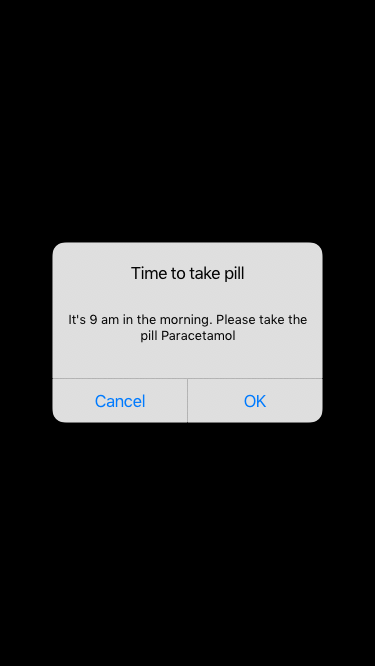 Time to take pill
It's 9 am in the morning. Please take the
pill Paracetamol
Cancel
OK